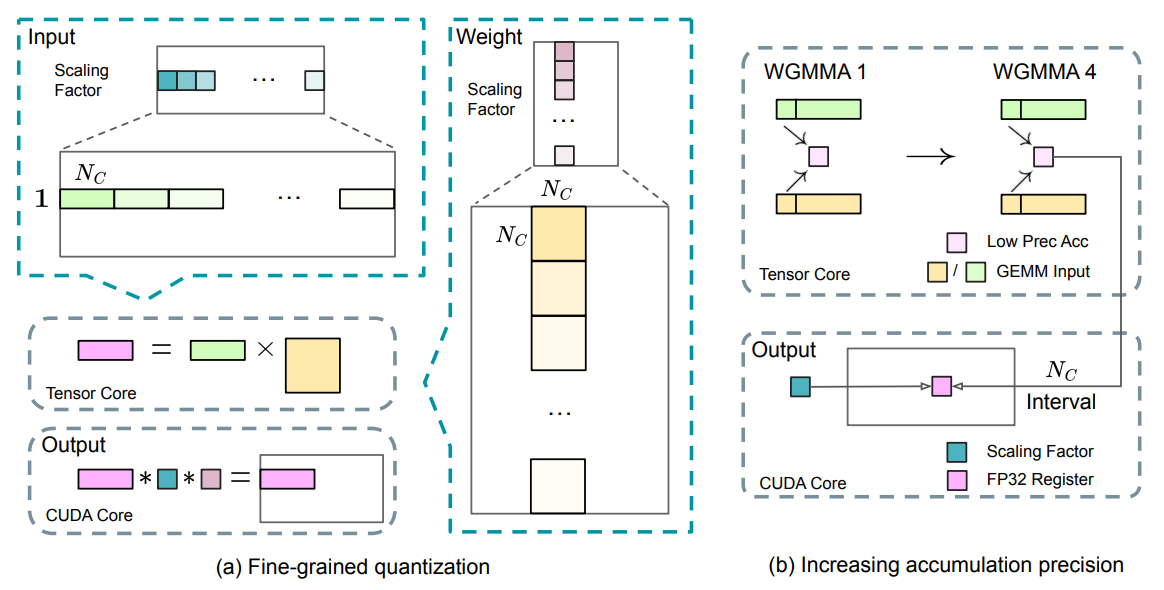 Input
Scaling
Factor
...
N_C
1
...
=
×
Tensor Core
Output
* * =
CUDA Core
Weight
Scaling
Factor
...
N_C
N_C
...
(a) Fine-grained quantization
WGMMA 1
WGMMA 4
Low Prec Acc
/
GEMM Input
Tensor Core
Output
N_C
Interval
Scaling Factor
FP32 Register
CUDA Core
(b) Increasing accumulation precision